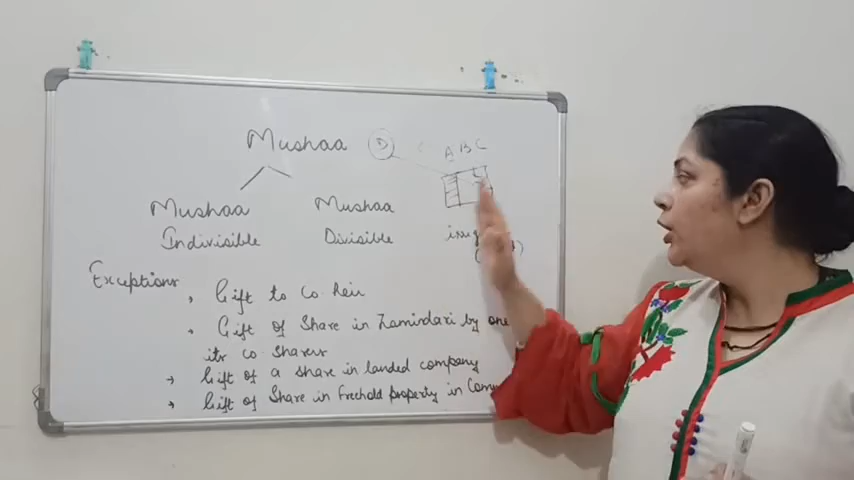 Mushaa
D
A B C
C
Mushaa
Indivisible
Mushaa
Divisible
Exceptions
Gift to Co Heir
Gift of Share in Zamindari by one
Co Sharer
Gift of a share in landed company
Gift of Share in Freehold property in